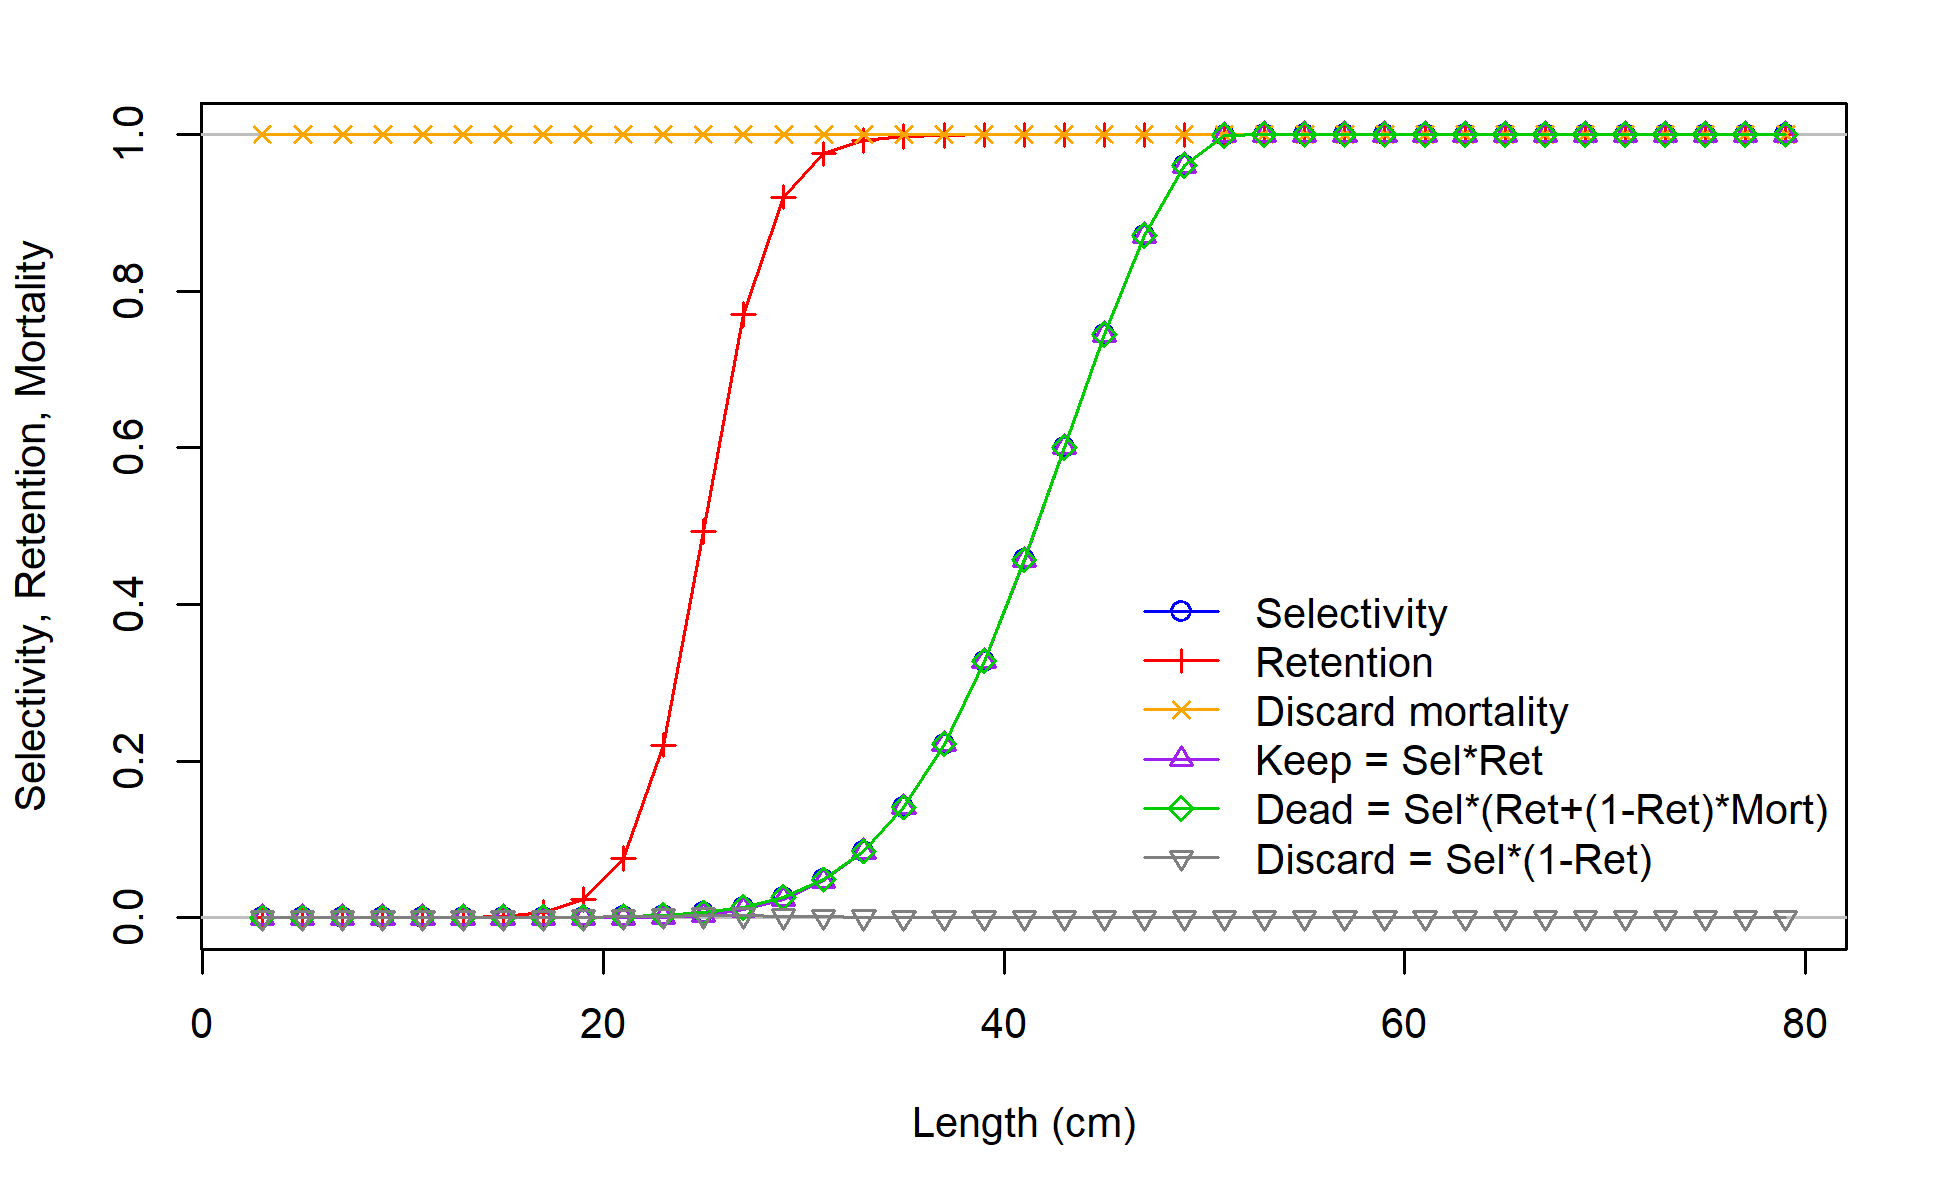 Selectivity, Retention, Mortality
1.0
0.8
0.6
0.4
0.2
0.0
Selectivity
Retention
Discard mortality
Keep = Sel*Ret
Dead = Sel*(Ret+(1-Ret)*Mort)
Discard = Sel*(1-Ret)
0 20 40 60 80
Length (cm)